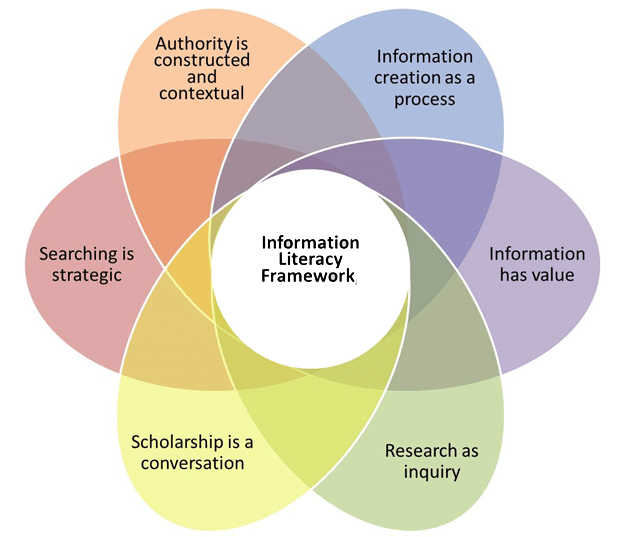 Authority is
constructed
and
contextual
Information
creation as a
process
Searching is
strategic
Information
Literacy
Framework
Information
has value
Scholarship is a
conversation
Research as
inquiry